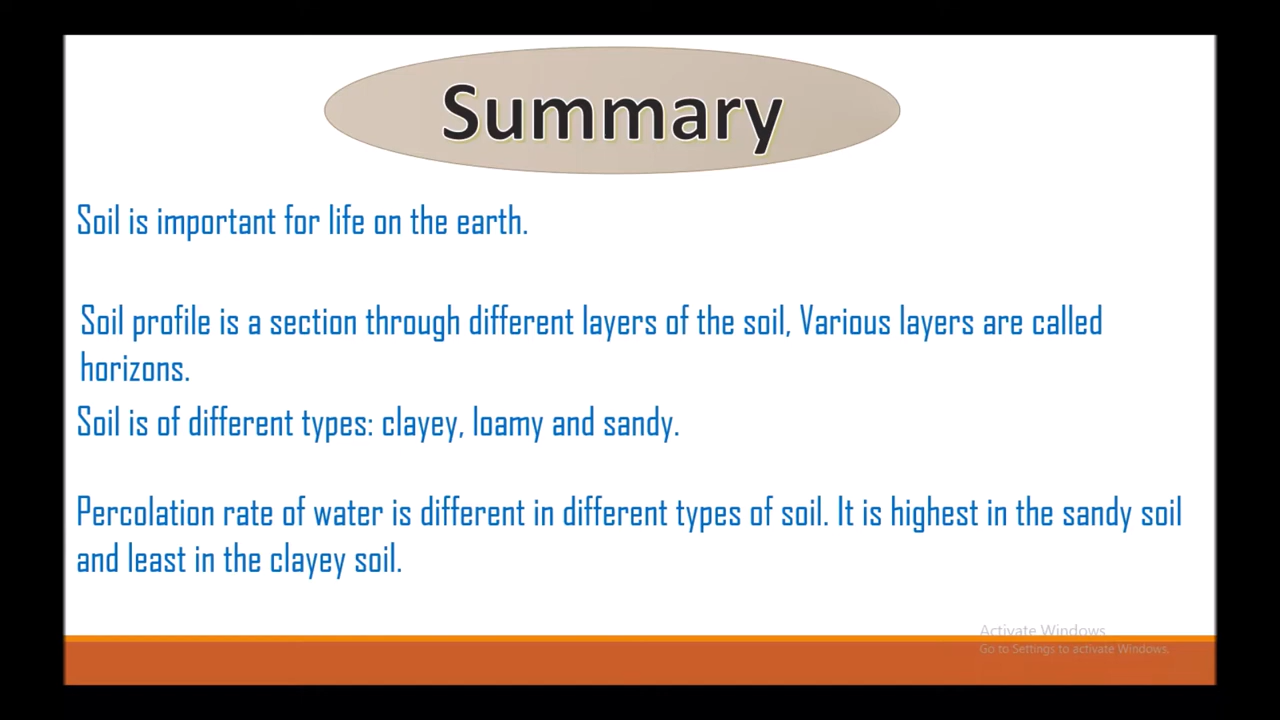 Summary
Soil is important for life on the earth.
Soil profile is a section through different layers of the soil, Various layers are called
horizons.
Soil is of different types: clayey, loamy and sandy.
Percolation rate of water is different in different types of soil. It is highest in the sandy soil
and least in the clayey soil.
Activate Windows
Go to Settings to activate Windows.